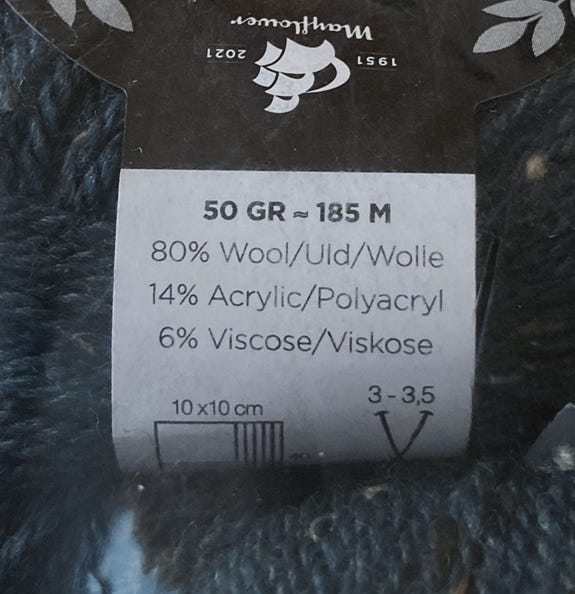 Mayflower
1951 2021
50 GR ≈ 185 M
80% Wool/Uld/Wolle
14% Acrylic/Polyacryl
6% Viscose/Viskose
10 x10 cm
3 - 3,5